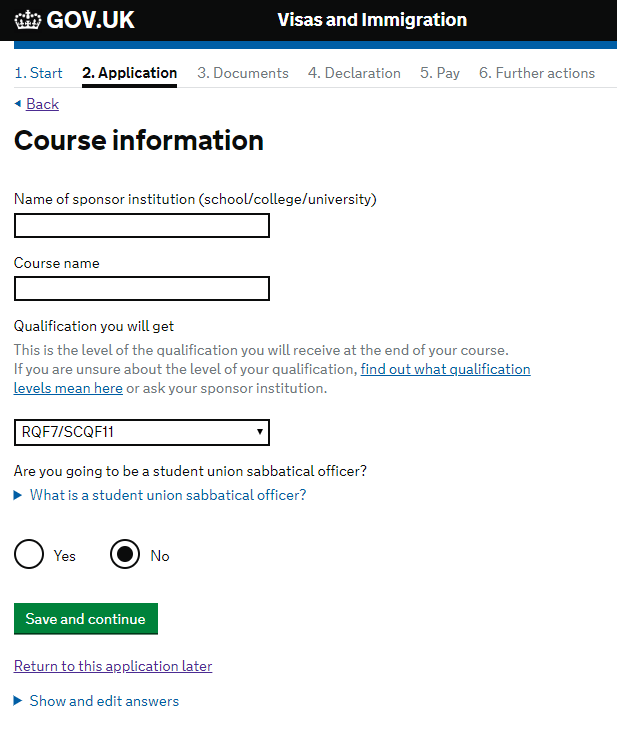 GOV.UK
Visas and Immigration
1. Start 2. Application 3. Documents 4. Declaration 5. Pay 6. Further actions
Back
Course information
Name of sponsor institution (school/college/university)
Course name
Qualification you will get
This is the level of the qualification you will receive at the end of your course.
If you are unsure about the level of your qualification, find out what qualification
levels mean here or ask your sponsor institution.
RQF7/SCQF11
Are you going to be a student union sabbatical officer?
What is a student union sabbatical officer?
Yes No
Save and continue
Return to this application later
Show and edit answers